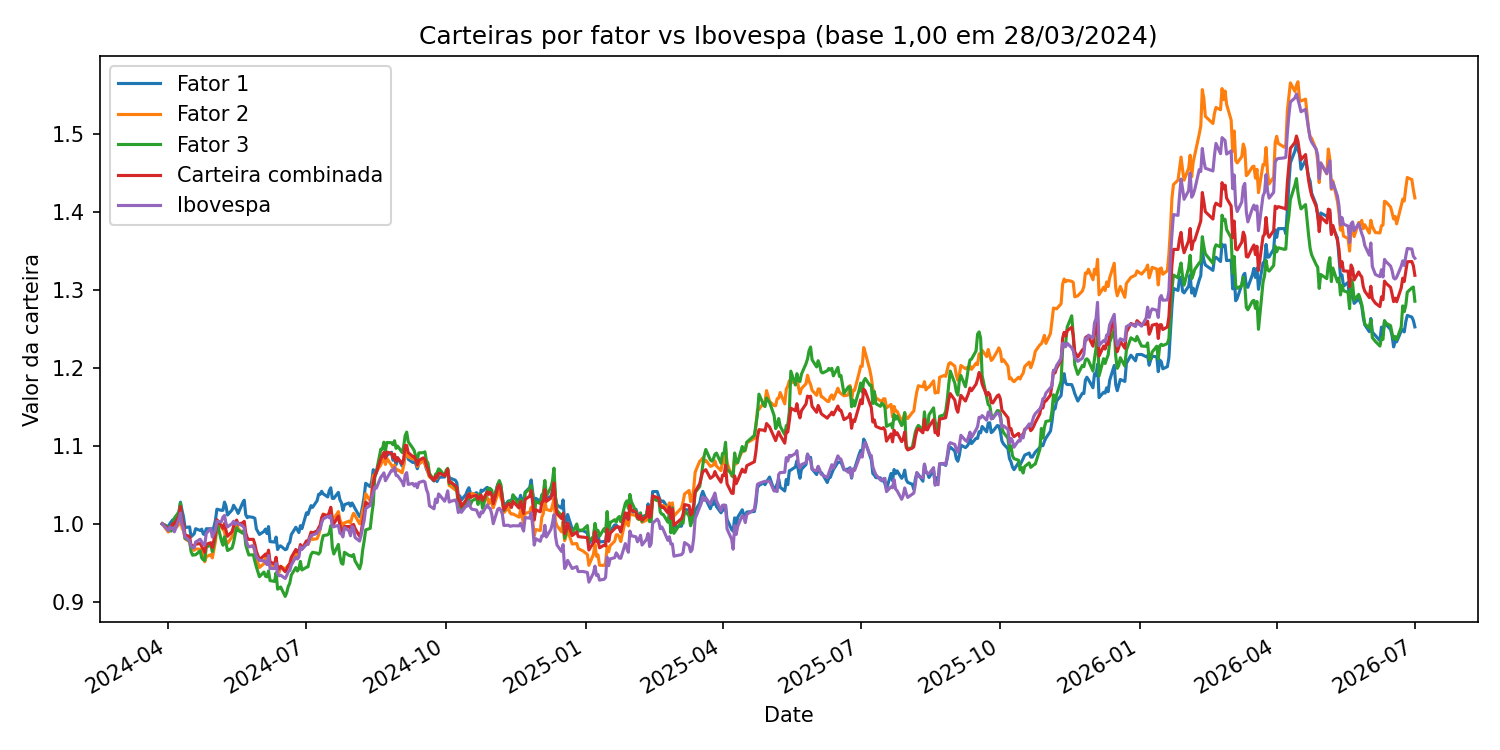 Carteiras por fator vs Ibovespa (base 1,00 em 28/03/2024)
Fator 1
Fator 2
Fator 3
Carteira combinada
Ibovespa
Valor da carteira
1.5
1.4
1.3
1.2
1.1
1.0
0.9
2024-04
2024-07
2024-10
2025-01
2025-04
2025-07
2025-10
2026-01
2026-04
2026-07
Date